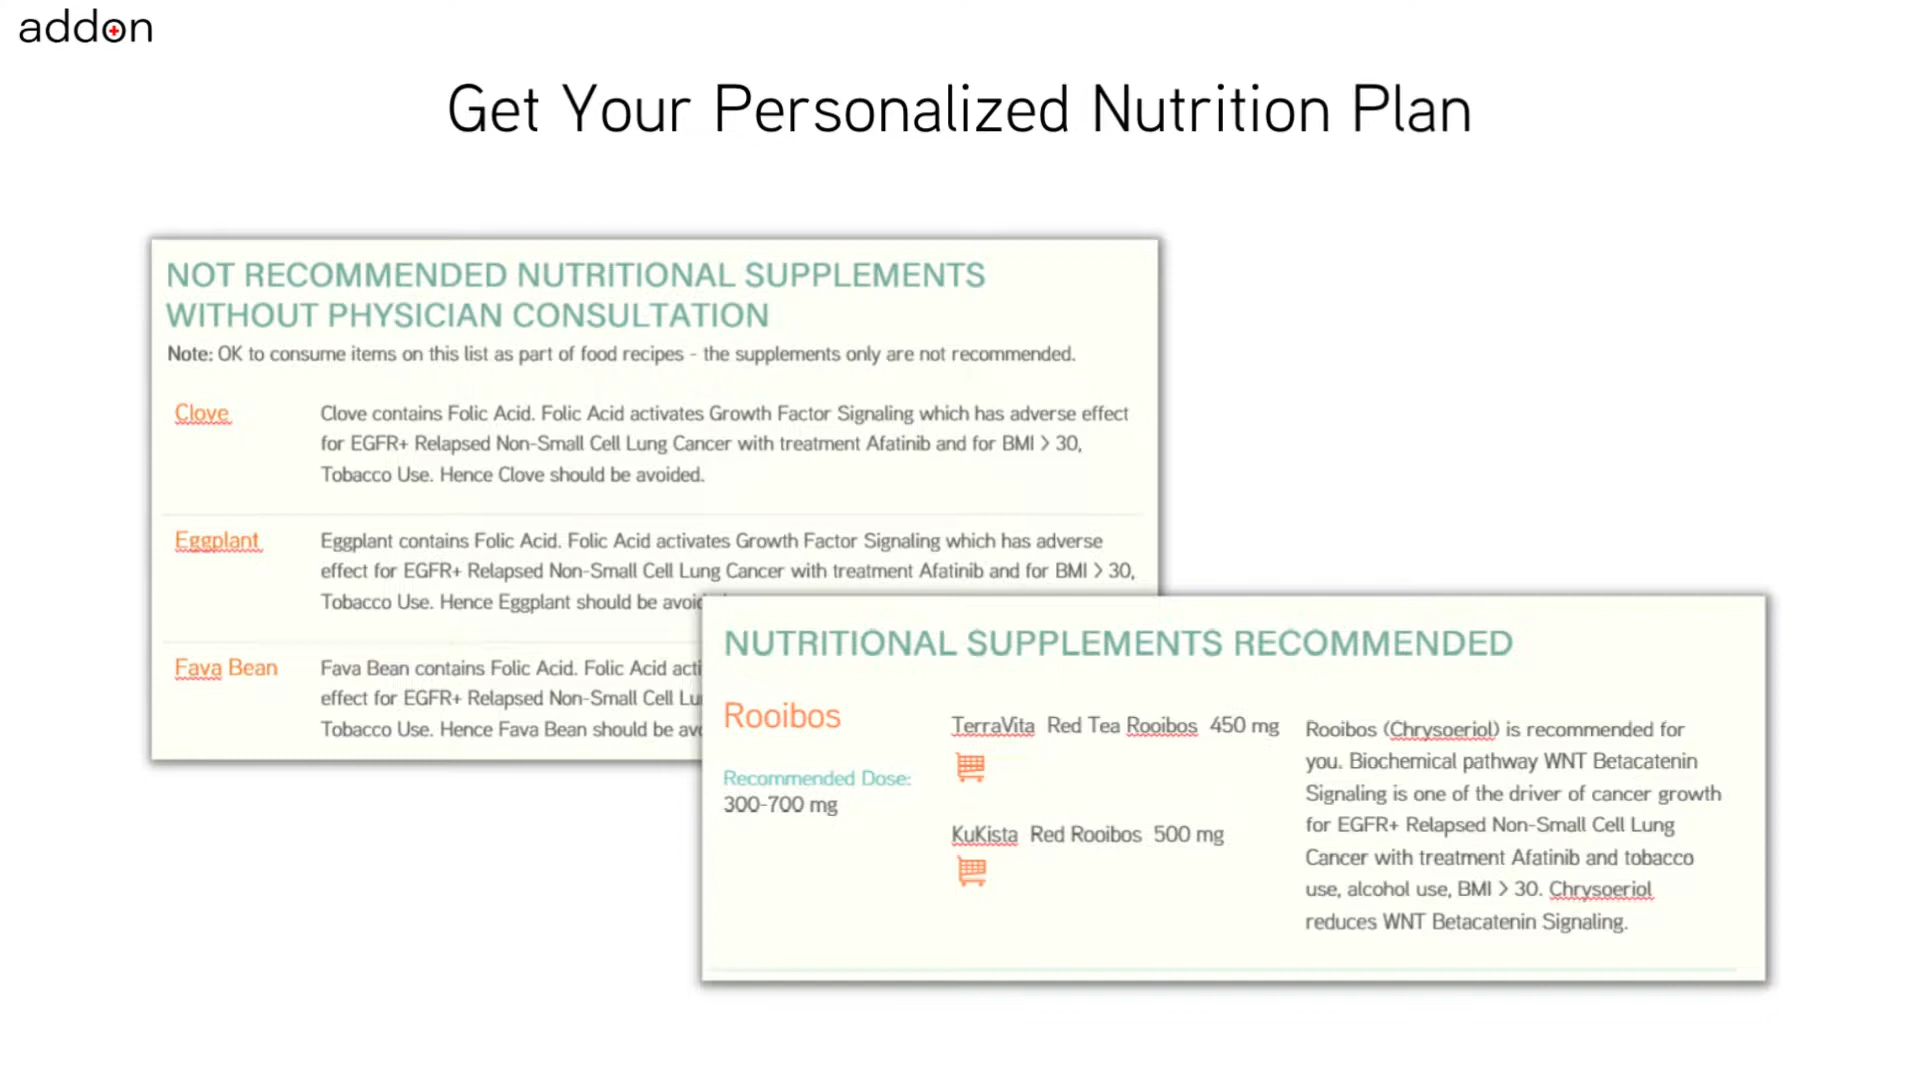 addon
Get Your Personalized Nutrition Plan
NOT RECOMMENDED NUTRITIONAL SUPPLEMENTS
WITHOUT PHYSICIAN CONSULTATION
Note: OK to consume items on this list as part of food recipes - the supplements only are not recommended.
Clove
Clove contains Folic Acid. Folic Acid activates Growth Factor Signaling which has adverse effect
for EGFR+ Relapsed Non-Small Cell Lung Cancer with treatment Afatinib and for BMI > 30,
Tobacco Use. Hence Clove should be avoided.
Eggplant
Eggplant contains Folic Acid. Folic Acid activates Growth Factor Signaling which has adverse
effect for EGFR+ Relapsed Non-Small Cell Lung Cancer with treatment Afatinib and for BMI > 30,
Tobacco Use. Hence Eggplant should be
Fava Bean
Fava Bean contains Folic Acid. Folic Acid
effect for EGFR+ Relapsed Non-Small Cell
Tobacco Use. Hence Fava Bean should be
NUTRITIONAL SUPPLEMENTS RECOMMENDED
Rooibos
Recommended Dose:
300-700 mg
TerraVita Red Tea Rooibos 450 mg
KuKista Red Rooibos 500 mg
Rooibos (Chrysoeriol) is recommended for
you. Biochemical pathway WNT Betacatenin
Signaling is one of the driver of cancer growth
for EGFR+ Relapsed Non-Small Cell Lung
Cancer with treatment Afatinib and tobacco
use, alcohol use, BMI > 30. Chrysoeriol
reduces WNT Betacatenin Signaling.